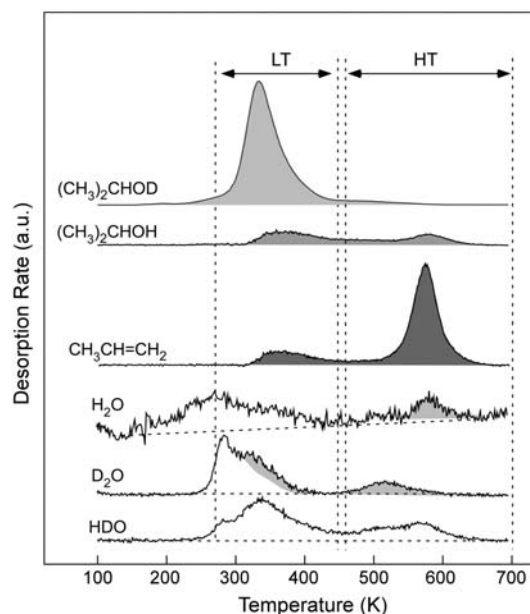 LT
HT
(CH₃)₂CHOD
(CH₃)₂CHOH
CH₃CH=CH₂
H₂O
D₂O
HDO
Desorption Rate (a.u.)
100 200 300 400 500 600 700
Temperature (K)